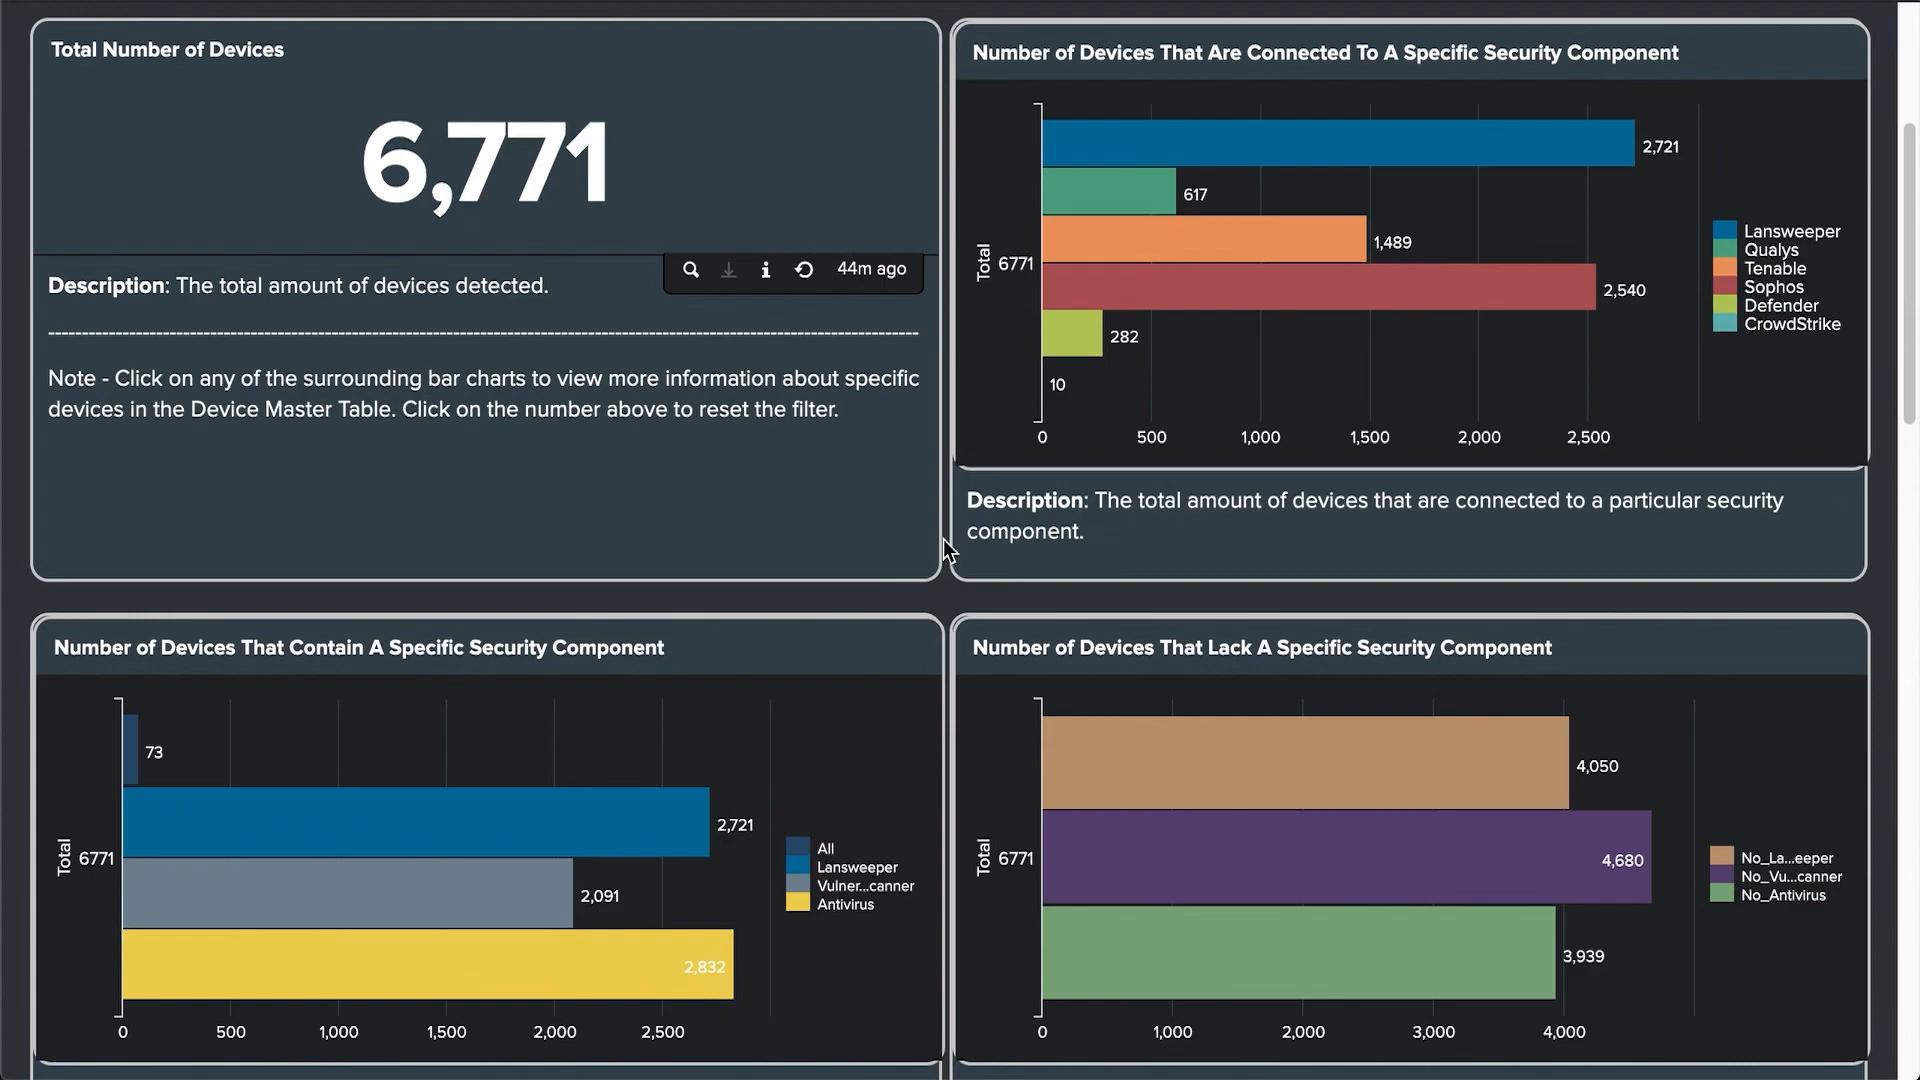 Total Number of Devices
6,771
44m ago
Description: The total amount of devices detected.
--------------------------------------------------------------------------------------------------------------------------------
Note - Click on any of the surrounding bar charts to view more information about specific
devices in the Device Master Table. Click on the number above to reset the filter.
Number of Devices That Are Connected To A Specific Security Component
Total
6771
2,721
617
1,489
2,540
282
10
0
500
1,000
1,500
2,000
2,500
Lansweeper
Qualys
Tenable
Sophos
Defender
CrowdStrike
Description: The total amount of devices that are connected to a particular security
component.
Number of Devices That Contain A Specific Security Component
Total
6771
73
2,721
2,091
2,832
0
500
1,000
1,500
2,000
2,500
All
Lansweeper
Vulner...canner
Antivirus
Number of Devices That Lack A Specific Security Component
Total
6771
4,050
4,680
3,939
0
1,000
2,000
3,000
4,000
No_La...eeper
No_Vu...canner
No_Antivirus